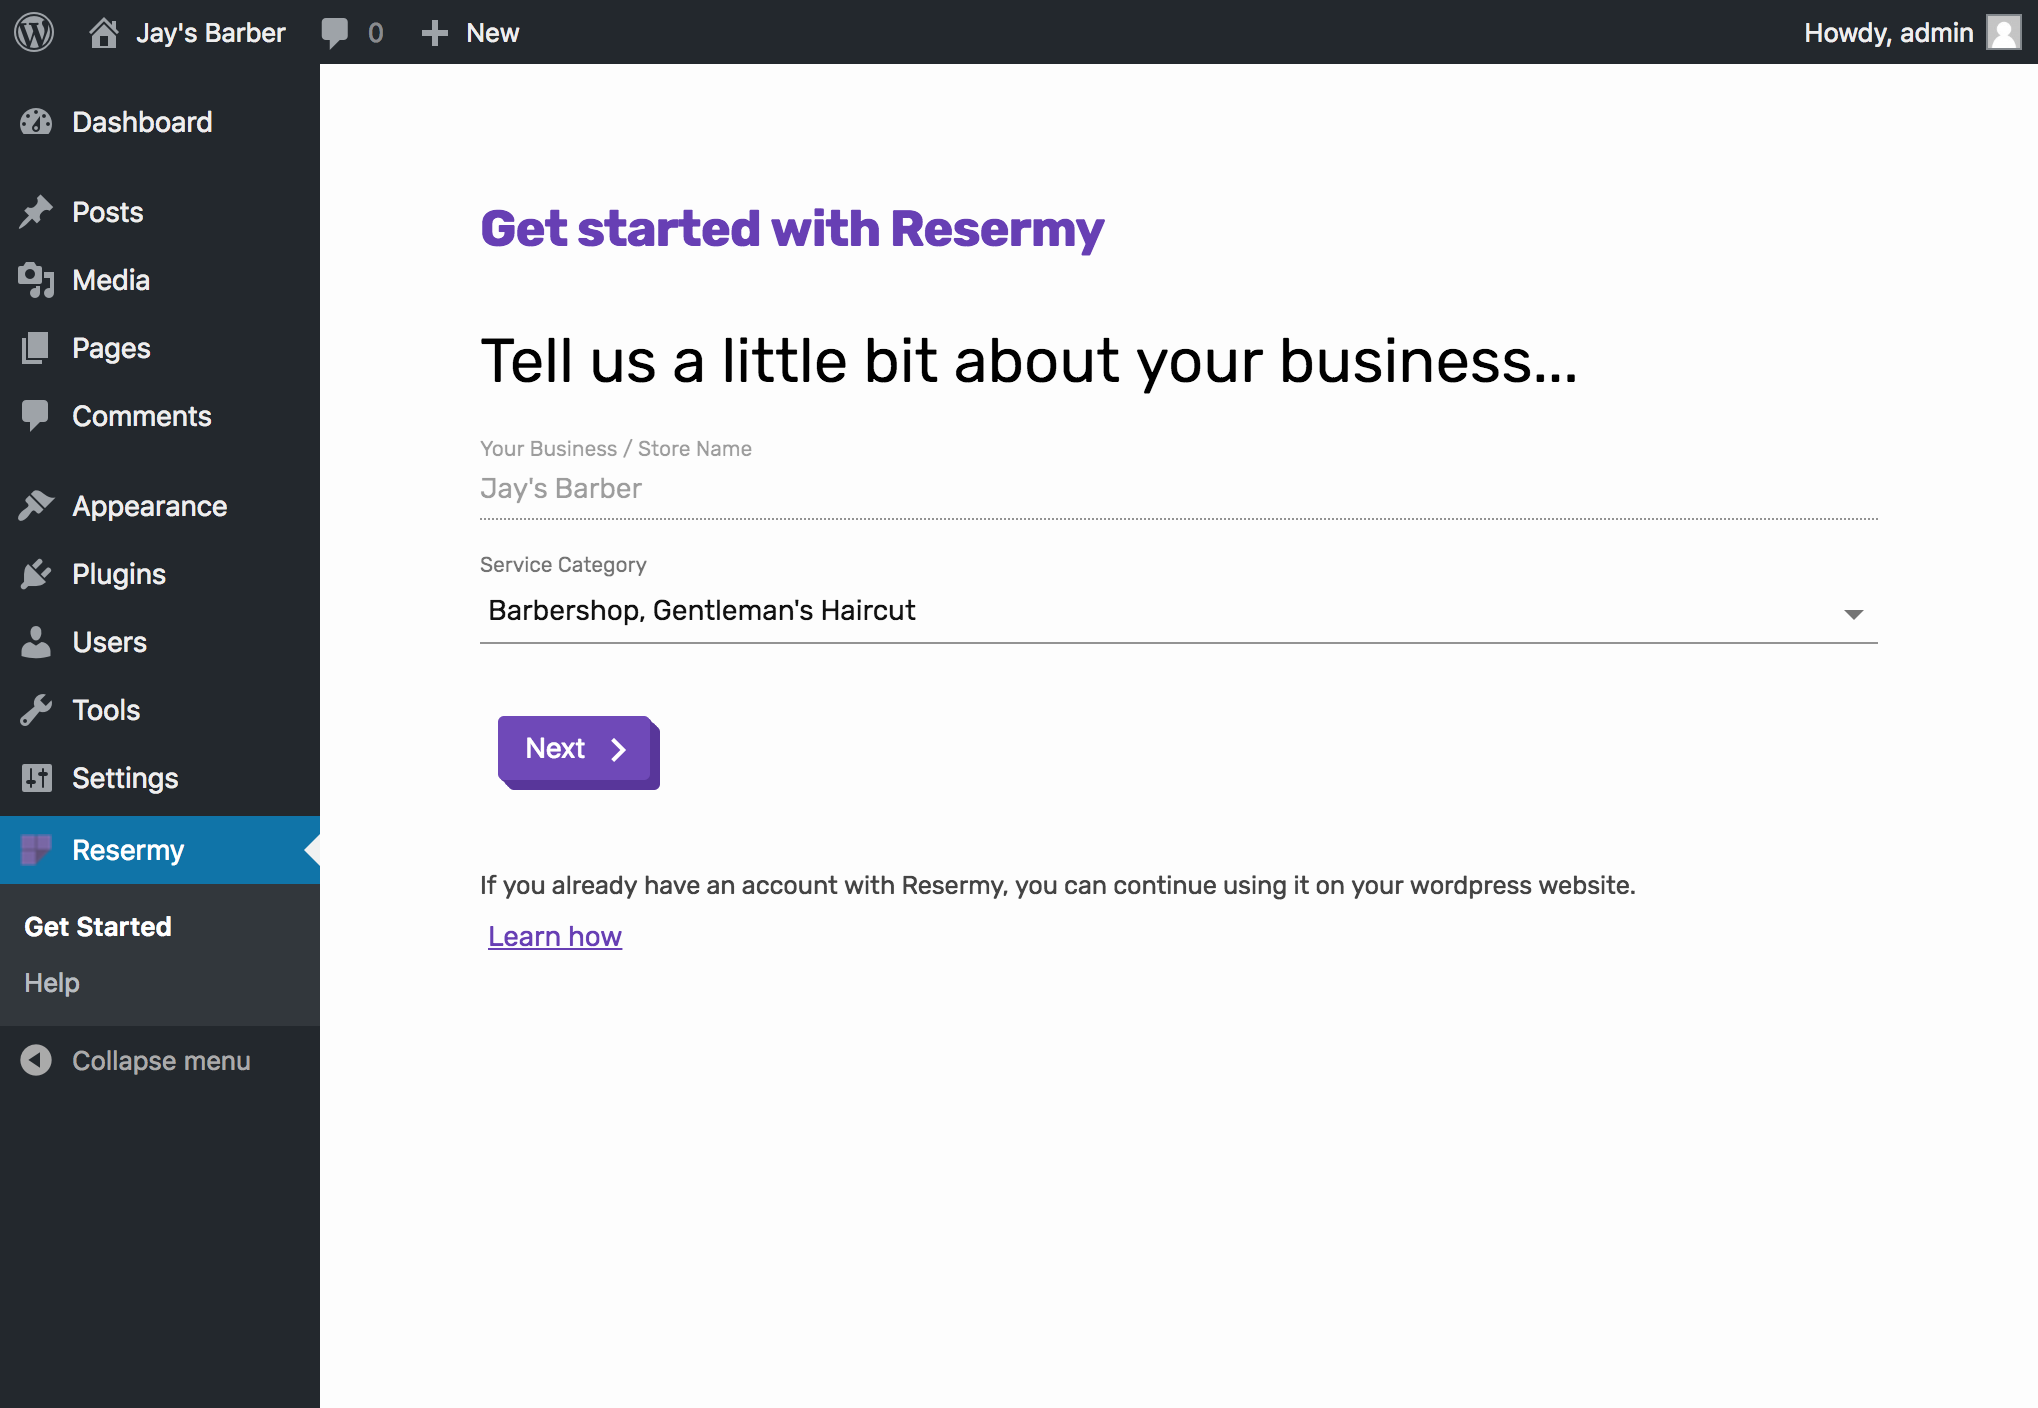 Jay's Barber
0
New
Howdy, admin
Dashboard
Posts
Media
Pages
Comments
Appearance
Plugins
Users
Tools
Settings
Resermy
Get Started
Help
Collapse menu
Get started with Resermy
Tell us a little bit about your business...
Your Business / Store Name
Jay's Barber
Service Category
Barbershop, Gentleman's Haircut
Next
If you already have an account with Resermy, you can continue using it on your wordpress website.
Learn how